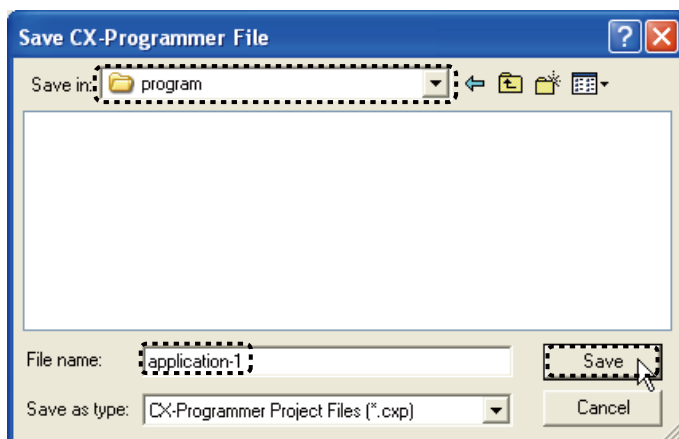 Save CX-Programmer File
Save in: program
File name: application-1 Save
Save as type: CX-Programmer Project Files (*.cxp) Cancel